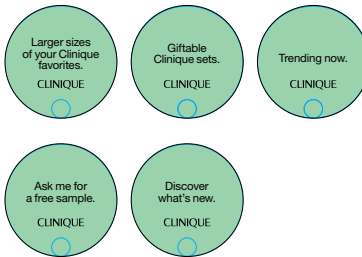 Larger sizes
of your Clinique
favorites.
CLINIQUE
Giftable
Clinique sets.
CLINIQUE
Trending now.
CLINIQUE
Ask me for
a free sample.
CLINIQUE
Discover
what's new.
CLINIQUE